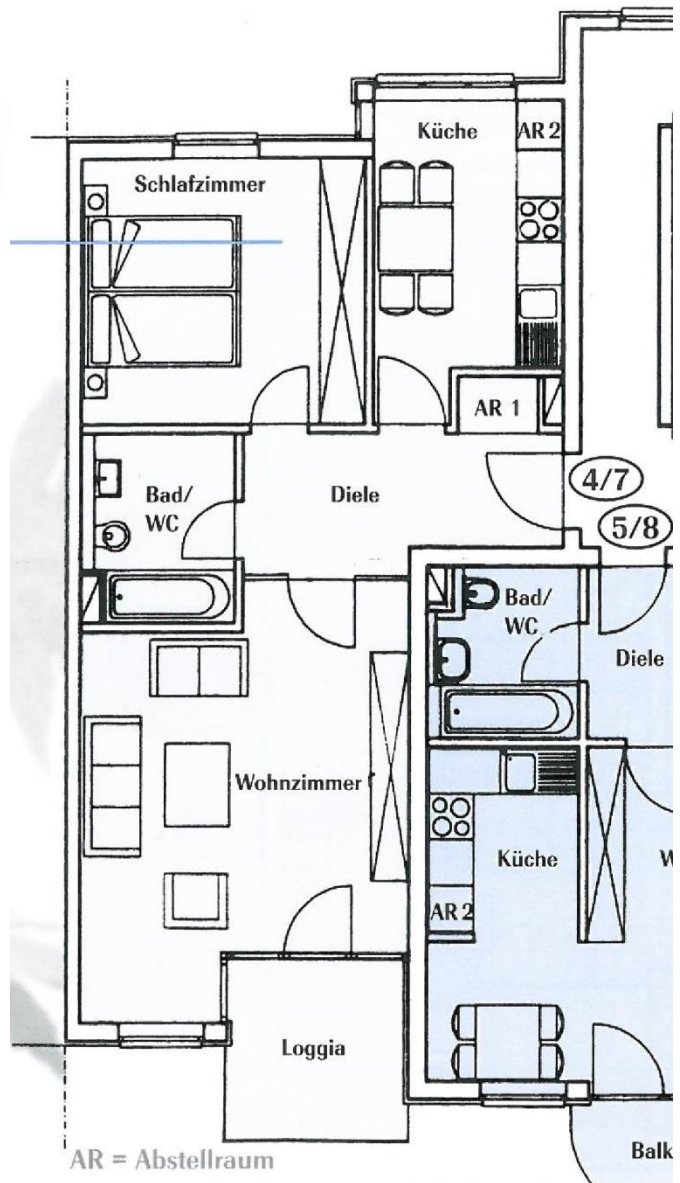 Küche
AR 2
Schlafzimmer
AR 1
Bad/
WC
Diele
4/7
5/8
Bad/
WC
Diele
Wohnzimmer
Küche
W
AR 2
Loggia
Balk
AR = Abstellraum